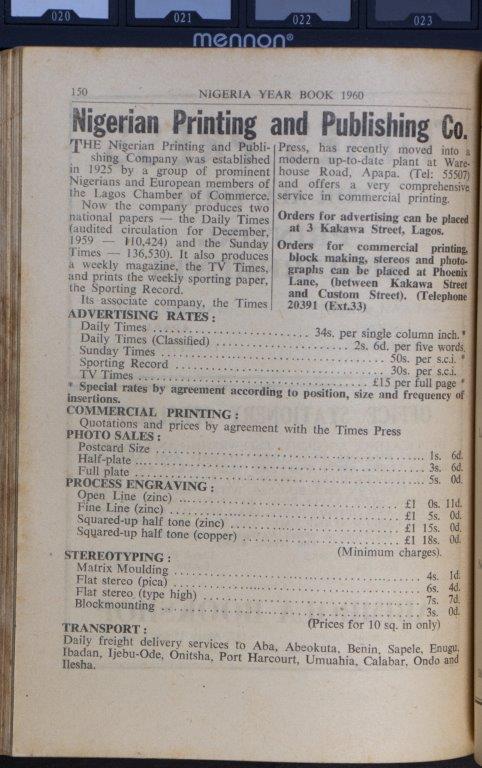 020 021 022 023
mennon®
150 NIGERIA YEAR BOOK 1960
Nigerian Printing and Publishing Co.
THE Nigerian Printing and Publi-
shing Company was established
in 1925 by a group of prominent
Nigerians and European members of
the Lagos Chamber of Commerce.
Now the company produces two
national papers — the Daily Times
(audited circulation for December,
1959 — 110,424) and the Sunday
Times — 136,530). It also produces
a weekly magazine, the TV Times,
and prints the weekly sporting paper,
the Sporting Record.
Its associate company, the Times
Press, has recently moved into a
modern up-to-date plant at Ware-
house Road, Apapa. (Tel: 55507)
and offers a very comprehensive
service in commercial printing.
Orders for advertising can be placed
at 3 Kakawa Street, Lagos.
Orders for commercial printing,
block making, stereos and photo-
graphs can be placed at Phoenix
Lane, (between Kakawa Street
and Custom Street). (Telephone
20391 (Ext.33)
ADVERTISING RATES :
Daily Times ........ 34s. per single column inch. *
Daily Times (Classified) ........ 2s. 6d. per five words.
Sunday Times ........ 50s. per s.c.i. *
Sporting Record ........ 30s. per s.c.i.
TV Times ........ £15 per full page *
* Special rates by agreement according to position, size and frequency of
insertions.
COMMERCIAL PRINTING :
Quotations and prices by agreement with the Times Press
PHOTO SALES :
Postcard Size ........ 1s. 6d.
Half-plate ........ 3s. 6d.
Full plate ........ 5s. 0d.
PROCESS ENGRAVING :
Open Line (zinc) ........ £1 0s. 11d.
Fine Line (zinc) ........ £1 5s. 0d.
Squared-up half tone (zinc) ........ £1 15s. 0d.
Squared-up half tone (copper) ........ £1 18s. 0d.
(Minimum charges).
STEREOTYPING :
Matrix Moulding ........ 4s. 1d.
Flat stereo (pica) ........ 6s. 4d.
Flat stereo (type high) ........ 7s. 7d.
Blockmounting ........ 3s. 0d.
(Prices for 10 sq. in only)
TRANSPORT :
Daily freight delivery services to Aba, Abeokuta, Benin, Sapele, Enugu,
Ibadan, Ijebu-Ode, Onitsha, Port Harcourt, Umuahia, Calabar, Ondo and
Ilesha.